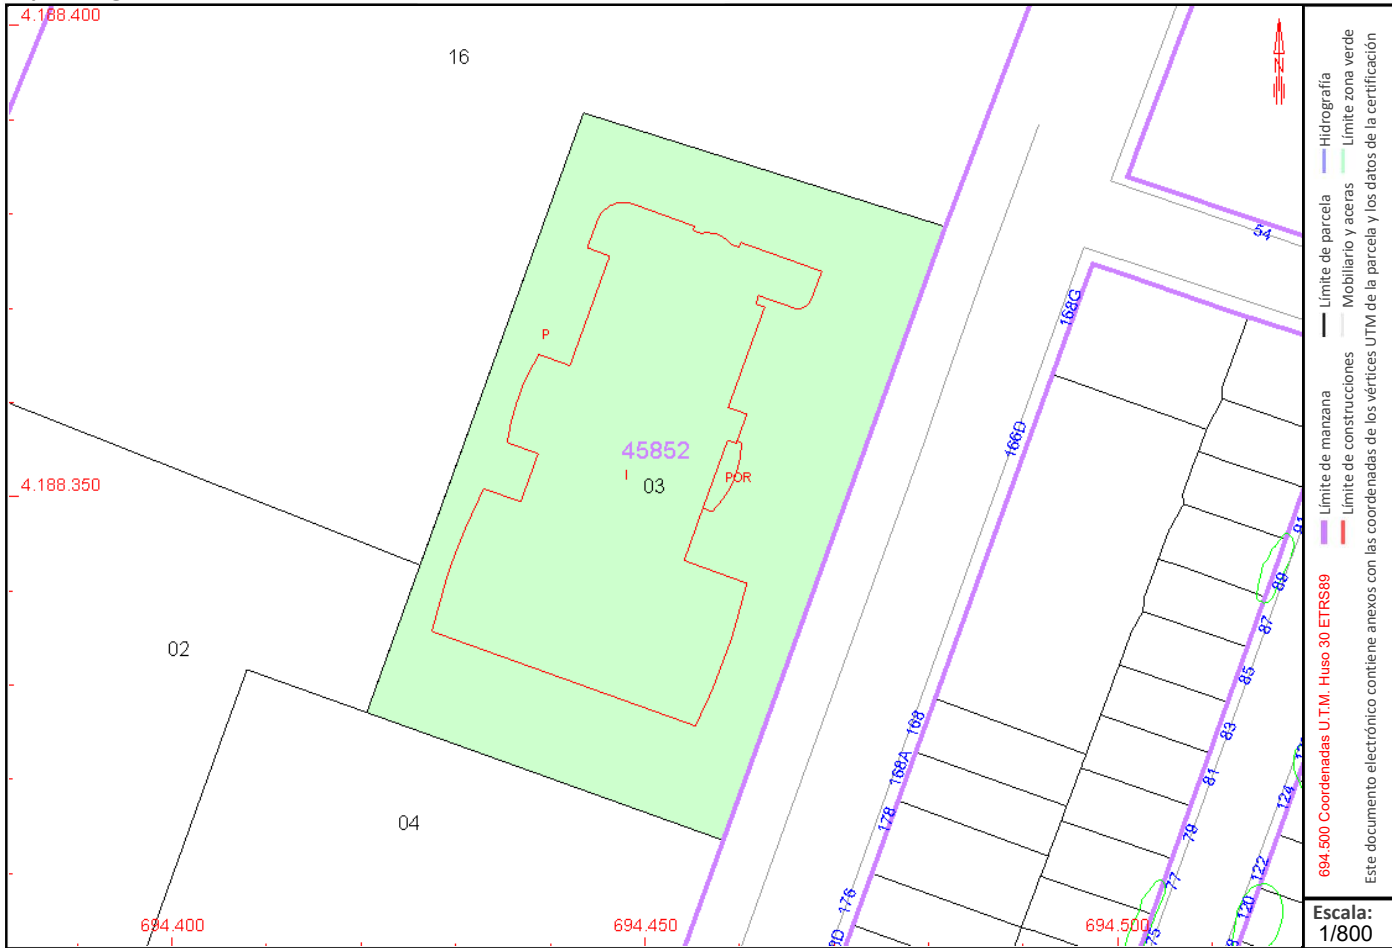 4.188.400
16
54
168G
P
166D
45852
I
03
POR
4.188.350
91
89
87
02
85
168
83
168A
81
124
178
04
79
122
77
176
120
75
694.400
694.450
694.500
Límite de manzana
Límite de parcela
Hidrografía
Límite de construcciones
Mobiliario y aceras
Límite zona verde
694.500 Coordenadas U.T.M. Huso 30 ETRS89
Este documento electrónico contiene anexos con las coordenadas de los vértices UTM de la parcela y los datos de la certificación
N
Escala:
1/800